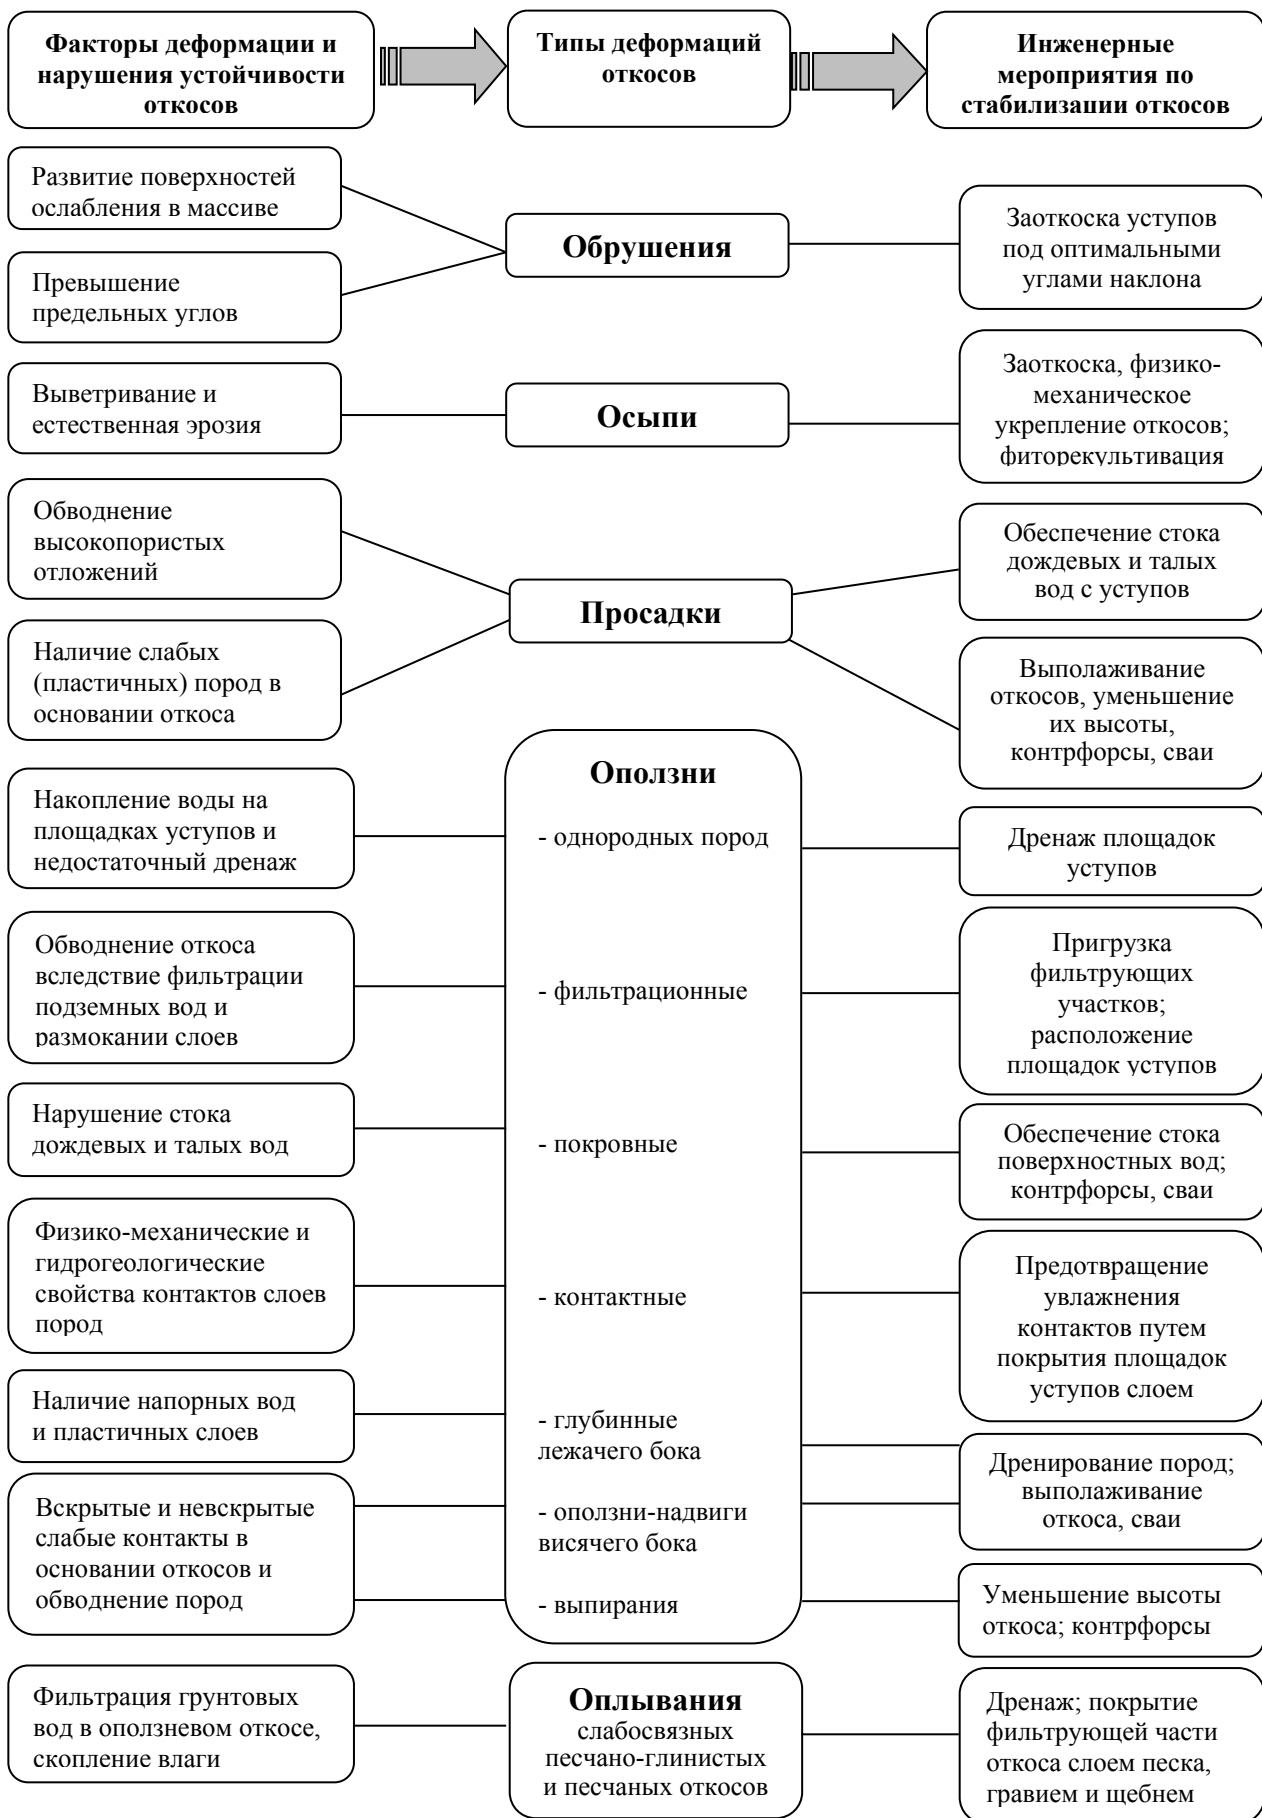 Факторы деформации и
нарушения устойчивости
откосов
Типы деформаций
откосов
Инженерные
мероприятия по
стабилизации откосов
Развитие поверхностей
ослабления в массиве
Превышение
предельных углов
Обрушения
Заоткоска уступов
под оптимальными
углами наклона
Выветривание и
естественная эрозия
Осыпи
Заоткоска, физико-
механическое
укрепление откосов;
фиторекультивация
Обводнение
высокопористых
отложений
Наличие слабых
(пластичных) пород в
основании откоса
Просадки
Обеспечение стока
дождевых и талых
вод с уступов
Выполаживание
откосов, уменьшение
их высоты,
контрфорсы, сваи
Оползни
Накопление воды на
площадках уступов и
недостаточный дренаж
- однородных пород
Дренаж площадок
уступов
Обводнение откоса
вследствие фильтрации
подземных вод и
размокании слоев
- фильтрационные
Пригрузка
фильтрующих
участков;
расположение
площадок уступов
Нарушение стока
дождевых и талых вод
- покровные
Обеспечение стока
поверхностных вод;
контрфорсы, сваи
Физико-механические и
гидрогеологические
свойства контактов слоев
пород
- контактные
Предотвращение
увлажнения
контактов путем
покрытия площадок
уступов слоем
Наличие напорных вод
и пластичных слоев
- глубинные
лежачего бока
Дренирование пород;
выполаживание
откоса, сваи
Вскрытые и невскрытые
слабые контакты в
основании откосов и
обводнение пород
- оползни-надвиги
висячего бока
- выпирания
Уменьшение высоты
откоса; контрфорсы
Фильтрация грунтовых
вод в оползневом откосе,
скопление влаги
Оплывания
слабосвязных
песчано-глинистых
и песчаных откосов
Дренаж; покрытие
фильтрующей части
откоса слоем песка,
гравием и щебнем